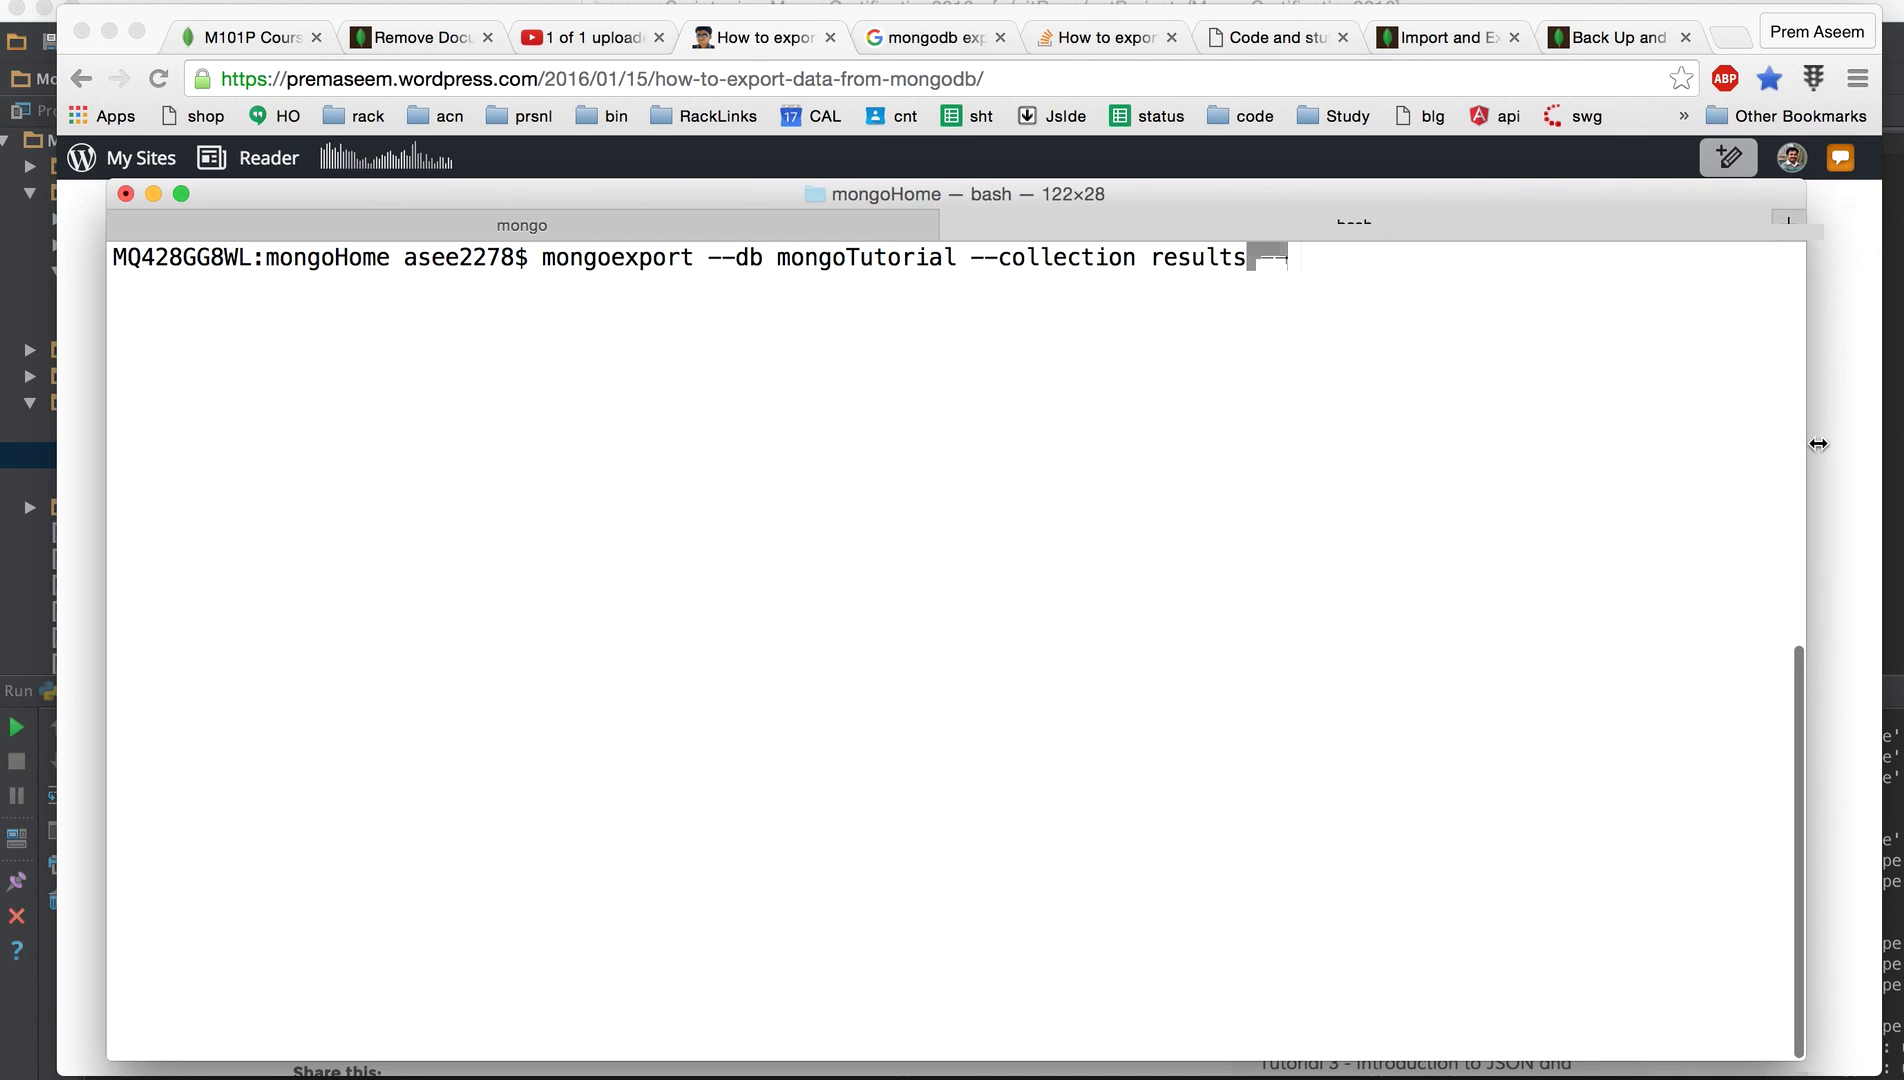 M101P Cours
Remove Docu
1 of 1 upload
How to expor
mongodb exp
How to expor
Code and stu
Import and Ex
Back Up and
Prem Aseem
https://premaseem.wordpress.com/2016/01/15/how-to-export-data-from-mongodb/
ABP
Apps
shop
HO
rack
acn
prsnl
bin
RackLinks
17 CAL
cnt
sht
JsIde
status
code
Study
blg
api
swg
»
Other Bookmarks
My Sites
Reader
mongoHome — bash — 122×28
mongo
bash
MQ428GG8WL:mongoHome asee2278$ mongoexport --db mongoTutorial --collection results --
Run
Share this:
Tutorial 3 - Introduction to JSON and